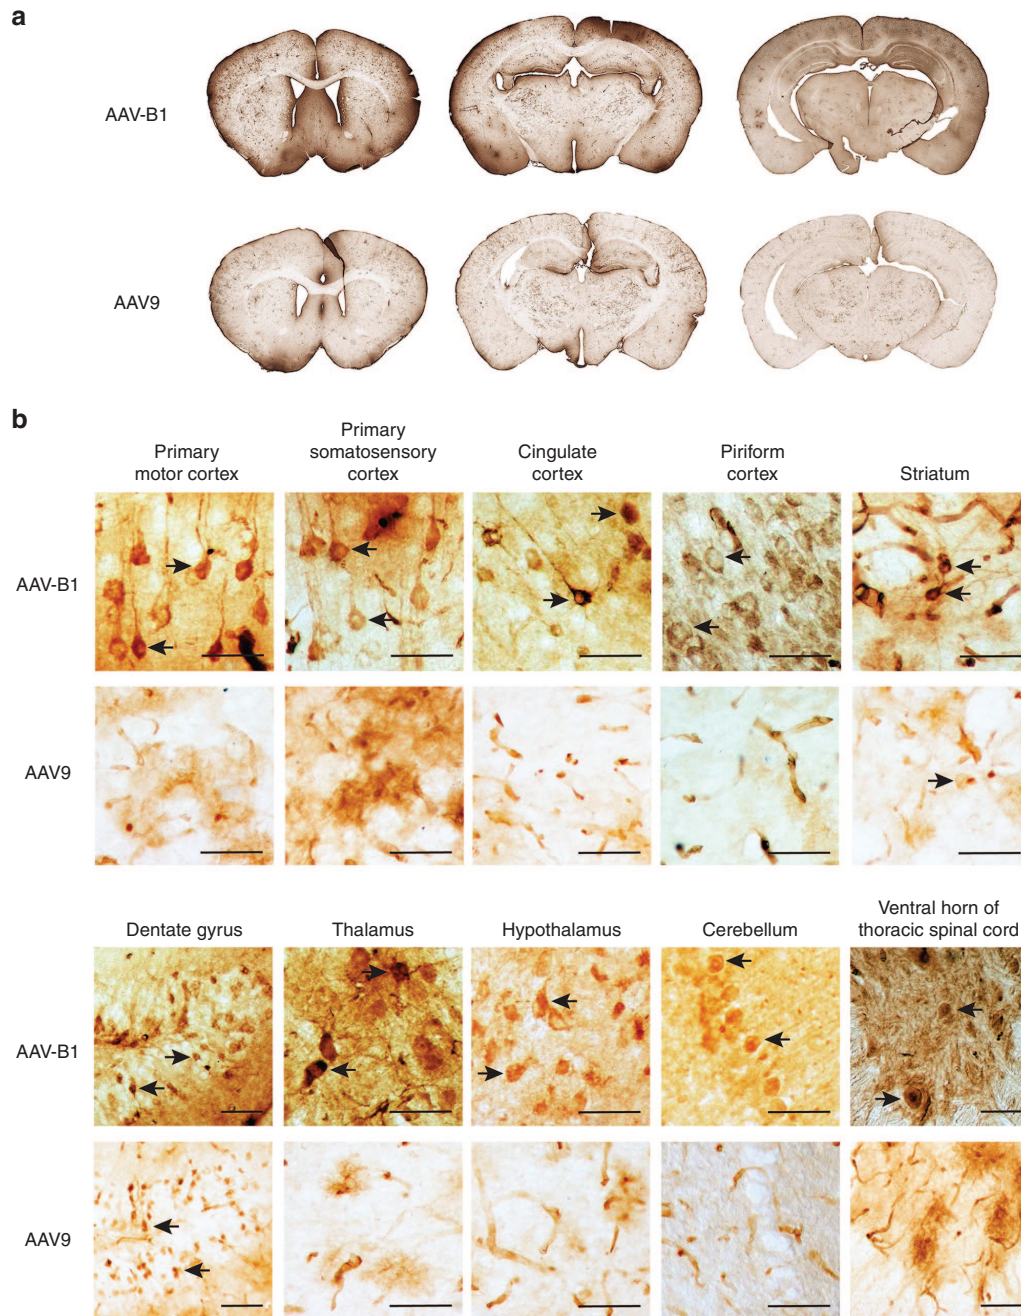 a
AAV-B1
AAV9
b
Primary
motor cortex
Primary
somatosensory
cortex
Cingulate
cortex
Piriform
cortex
Striatum
AAV-B1
AAV9
Dentate gyrus
Thalamus
Hypothalamus
Cerebellum
Ventral horn of
thoracic spinal cord
AAV-B1
AAV9